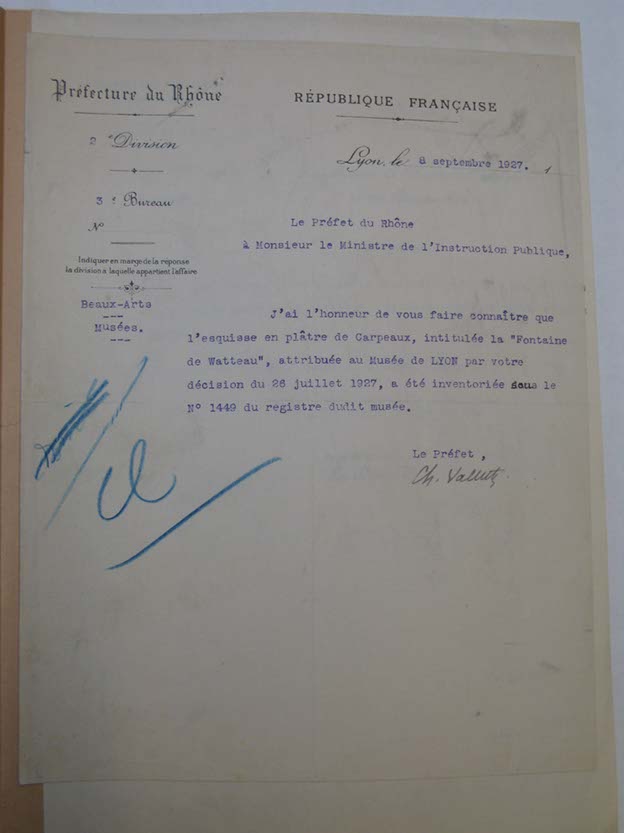 Préfecture du Rhône
RÉPUBLIQUE FRANÇAISE
2e Division
Lyon, le 8 septembre 1927.
3e Bureau
N°
Le Préfet du Rhône
à Monsieur le Ministre de l'Instruction Publique,
Indiquer en marge de la réponse
la division à laquelle appartient l'affaire
Beaux-Arts
---
Musées.
---
J'ai l'honneur de vous faire connaître que
l'esquisse en plâtre de Carpeaux, intitulée la "Fontaine
de Watteau", attribuée au Musée de LYON par votre
décision du 26 juillet 1927, a été inventoriée sous le
N° 1449 du registre dudit musée.
Le Préfet,
Ch. Vallette